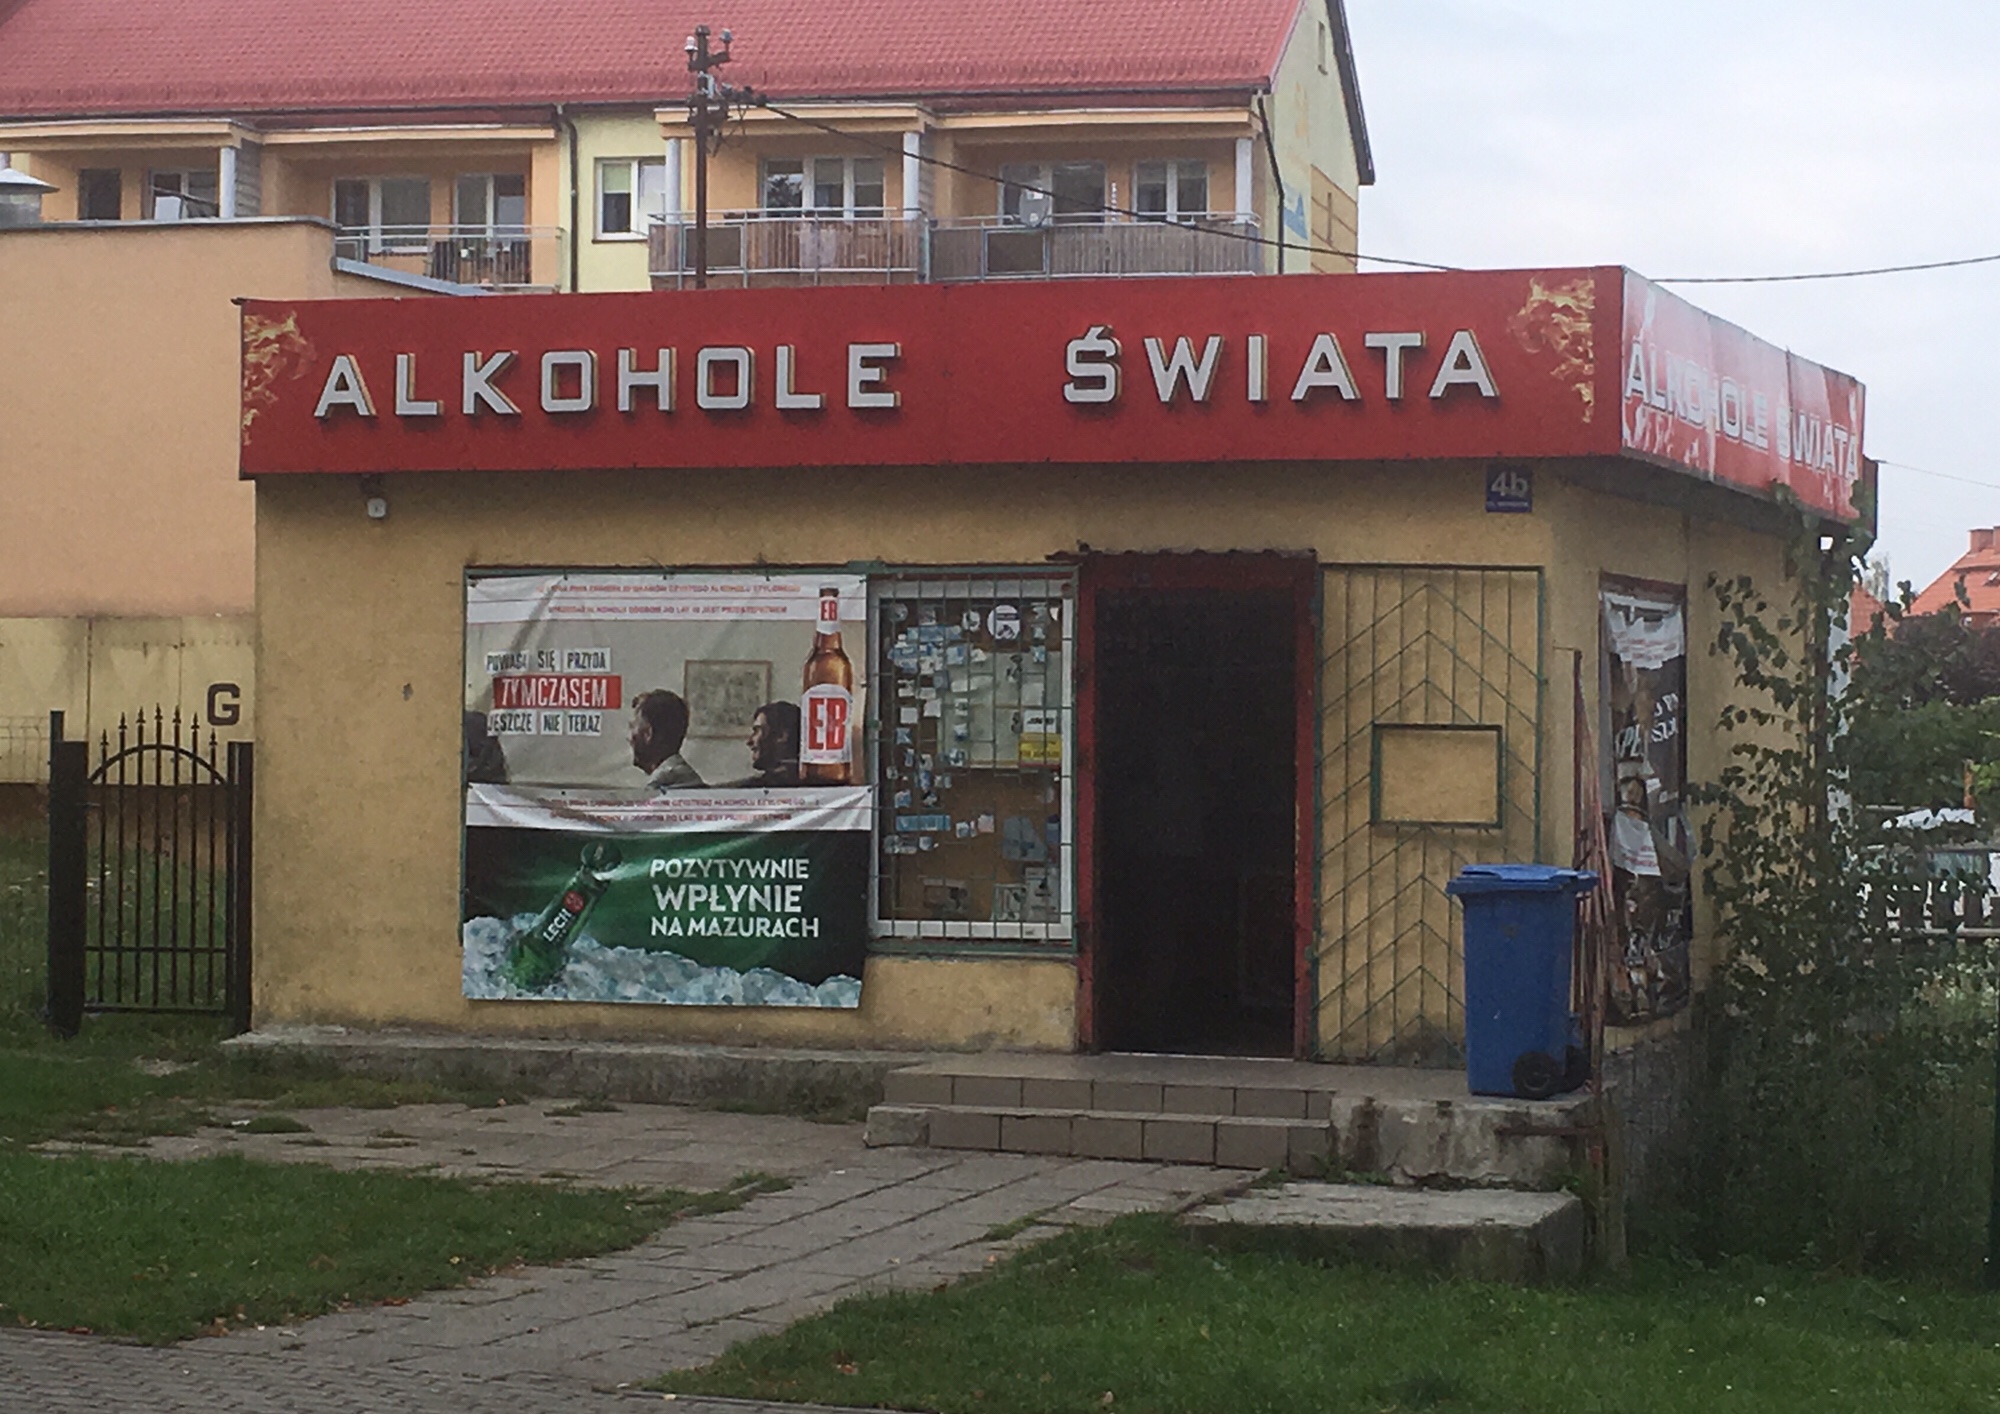 ALKOHOLE ŚWIATA
ALKOHOLE ŚWIATA
4b
POWAGA SIĘ PRZYDA
TYMCZASEM
JESZCZE NIE TERAZ
EB
EB
G
LECH
POZYTYWNIE
WPŁYNIE
NA MAZURACH